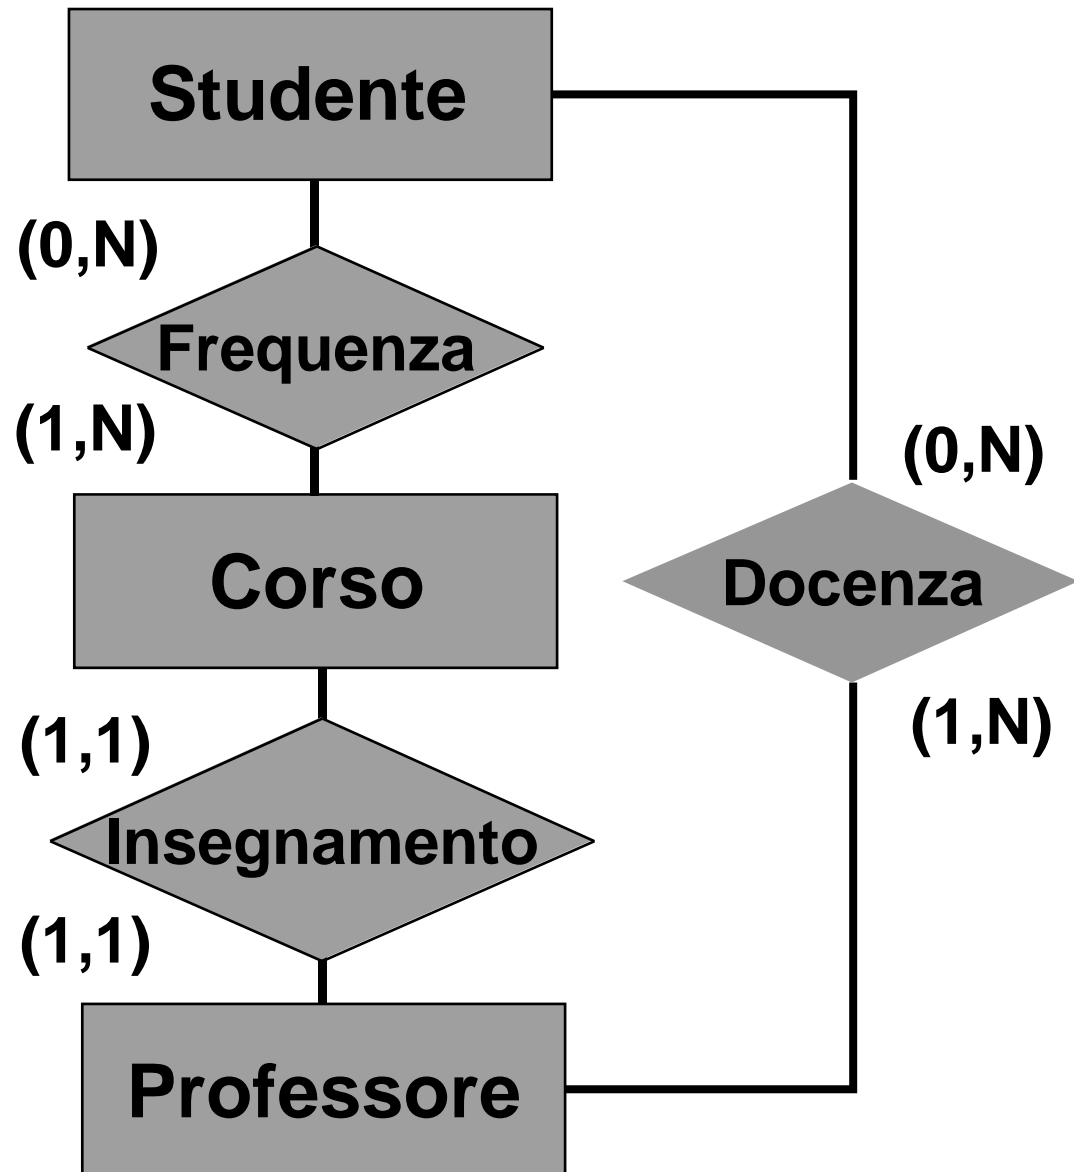 Studente
(0,N)
Frequenza
(1,N)
(0,N)
Corso
Docenza
(1,1)
(1,N)
Insegnamento
(1,1)
Professore